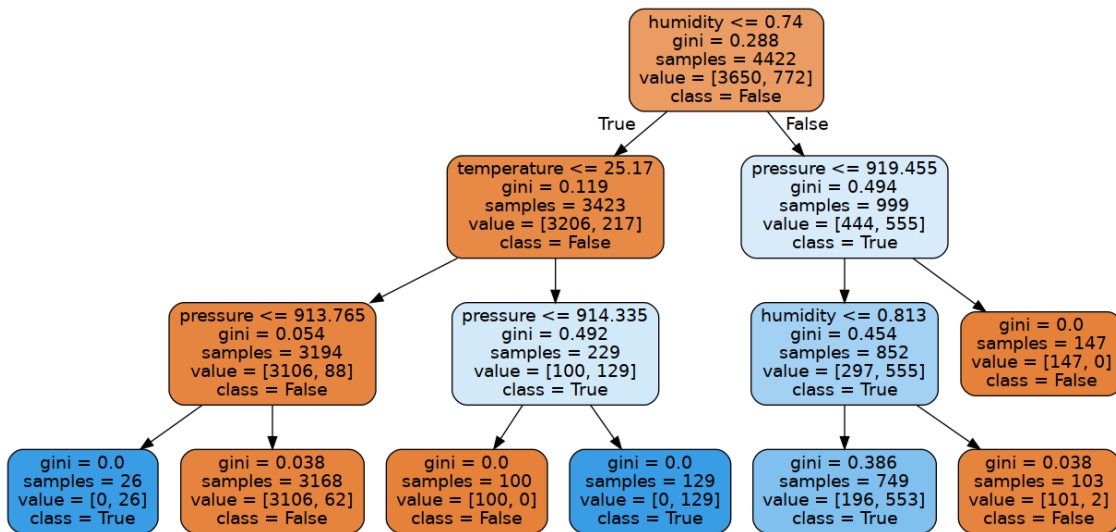 humidity <= 0.74
gini = 0.288
samples = 4422
value = [3650, 772]
class = False
True
False
temperature <= 25.17
gini = 0.119
samples = 3423
value = [3206, 217]
class = False
pressure <= 919.455
gini = 0.494
samples = 999
value = [444, 555]
class = True
pressure <= 913.765
gini = 0.054
samples = 3194
value = [3106, 88]
class = False
pressure <= 914.335
gini = 0.492
samples = 229
value = [100, 129]
class = True
humidity <= 0.813
gini = 0.454
samples = 852
value = [297, 555]
class = True
gini = 0.0
samples = 147
value = [147, 0]
class = False
gini = 0.0
samples = 26
value = [0, 26]
class = True
gini = 0.038
samples = 3168
value = [3106, 62]
class = False
gini = 0.0
samples = 100
value = [100, 0]
class = False
gini = 0.0
samples = 129
value = [0, 129]
class = True
gini = 0.386
samples = 749
value = [196, 553]
class = True
gini = 0.038
samples = 103
value = [101, 2]
class = False